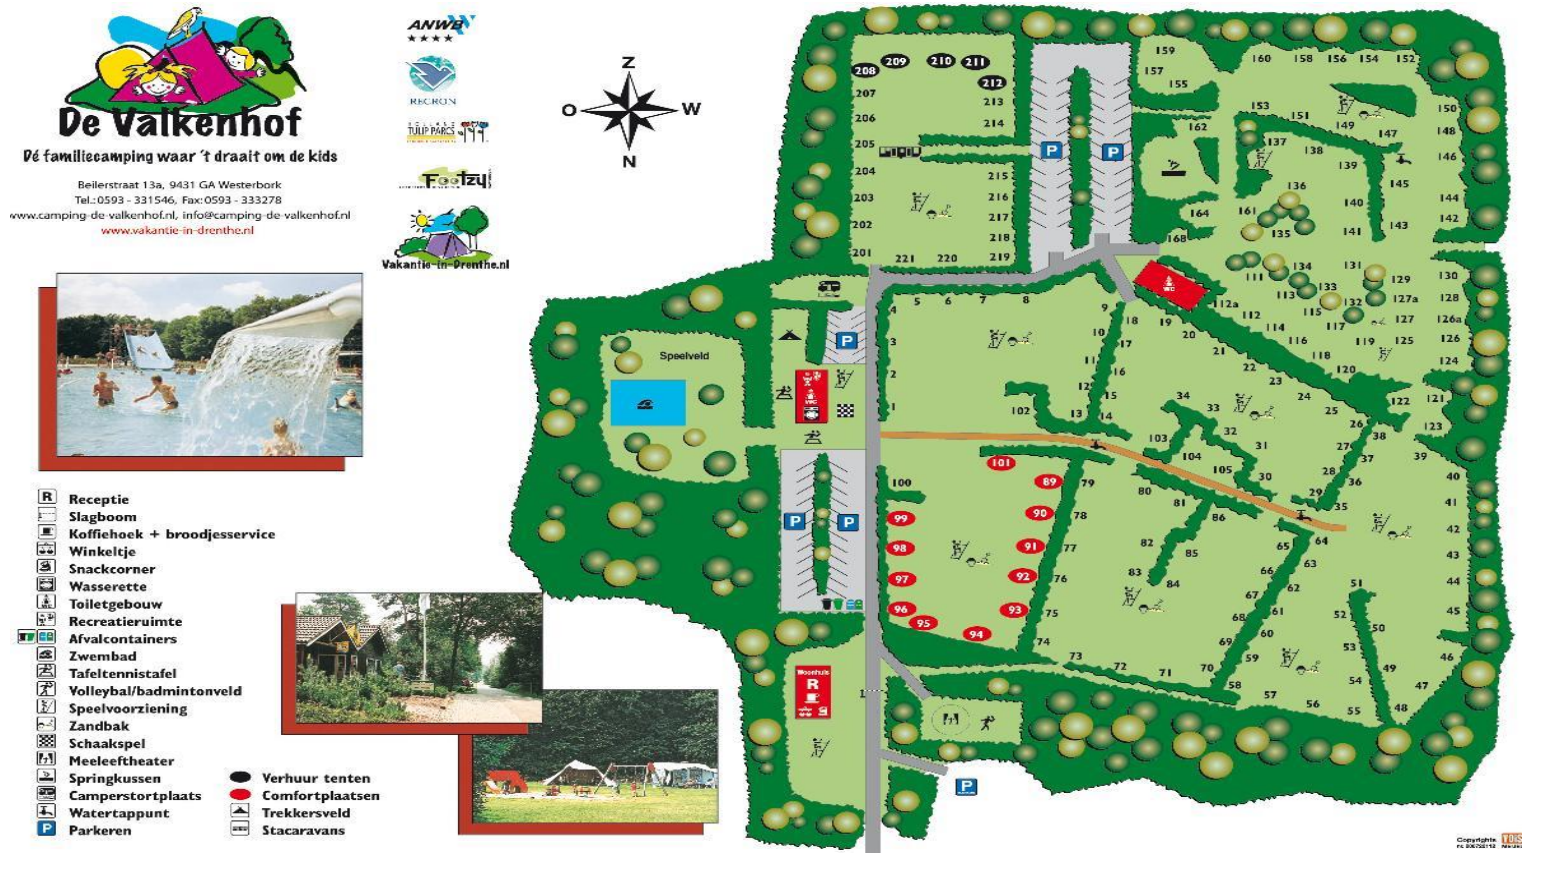 De Valkenhof
Dé familiecamping waar 't draait om de kids
Beilerstraat 13a, 9431 GA Westerbork
Tel.: 0593 - 331546, Fax: 0593 - 333278
www.camping-de-valkenhof.nl, info@camping-de-valkenhof.nl
www.vakantie-in-drenthe.nl
ANWB
RECRON
HOLLAND
TULIP PARCS
Footzy
Vakantie-in-Drenthe.nl
Z
O W
N
R Receptie
Slagboom
Koffiehoek + broodjesservice
Winkeltje
Snackcorner
Wasserette
Toiletgebouw
Recreatieruimte
Afvalcontainers
Zwembad
Tafeltennistafel
Volleybal/badmintonveld
Speelvoorziening
Zandbak
Schaakspel
Meeleeftheater
Springkussen
Camperstortplaats
Watertappunt
P Parkeren
Verhuur tenten
Comfortplaatsen
Trekkersveld
Stacaravans
208 209 210 211
212
207 213
206 214
205
204 215
203 216
202 217
218
201 221 220 219
P P
159
157
155
160 158 156 154 152
153 151 149 147 150
148
162 137 138 139 146
145
136 140 144
164 161 135 141 143 142
168
WC
111 134 131 129 130
113 133 132 127a 128
112a 112 115 117 127 126a
114 116 119 125 126
118 120 124
122 121
123
4 5 6 7 8 9
3 10 18 19 20
2 11 17 21
1 12 16 22 23
102 13 15 14 24 25
34 33 32 31 30
103 104 105
26 27 28 29
38 37 36 35
39 40 41 42 43 44 45 46 47 48
Speelveld
P
WC
P P
100 101
99 89
98 90
97 91
96 92
95 94 93
79 78 77 76 75 74
80 81 86
82 85
83 84
73 72 71 70
65 64
66 63
67 62
68 61
69 60
59
58 57 56 55
51
52 50
53 49
54
Woonhuis
R
P
Copyrights